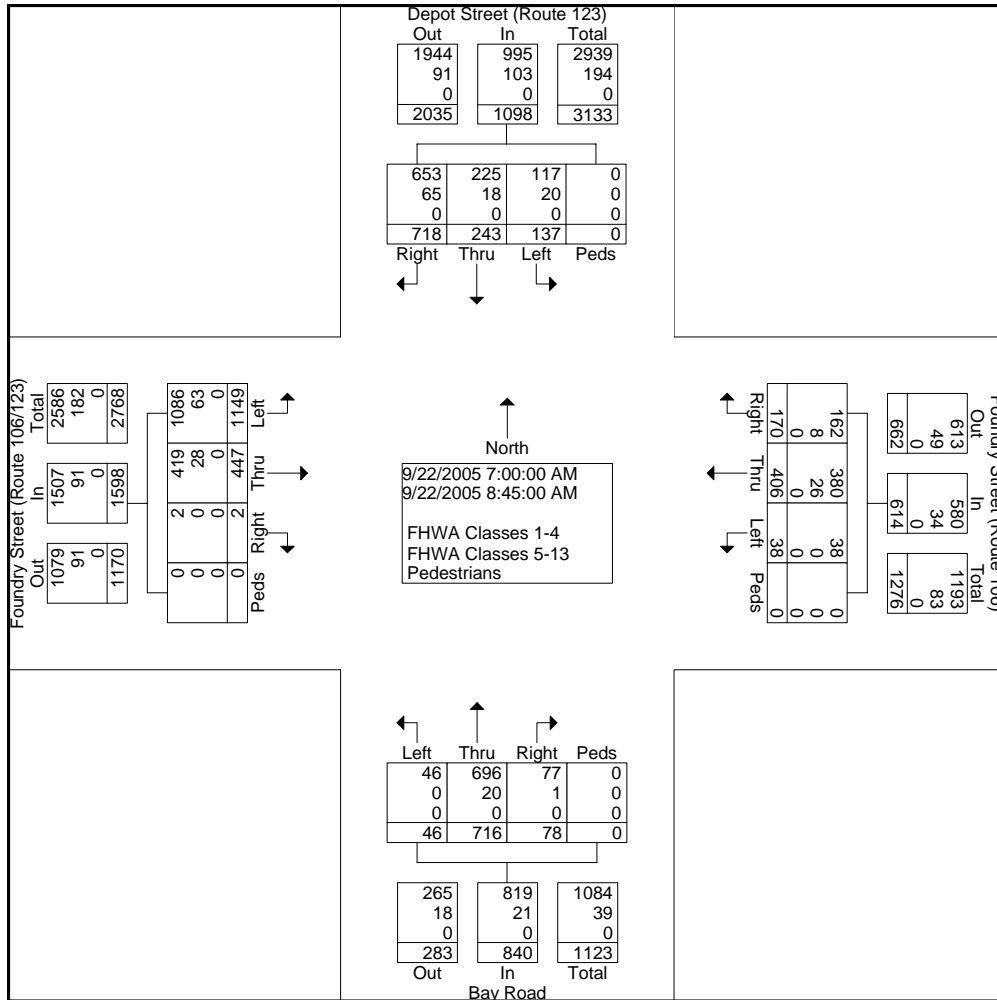 Depot Street (Route 123)
Out In Total
1944 995 2939
91 103 194
0 0 0
2035 1098 3133
653 225 117 0
65 18 20 0
0 0 0 0
718 243 137 0
Right Thru Left Peds
Foundry Street (Route 106/123)
Total In Out
2586 1507 1079
182 91 91
0 0 0
2768 1598 1170
1086 419 2 0
63 28 0 0
0 0 0 0
1149 447 2 0
Left Thru Right Peds
North
9/22/2005 7:00:00 AM
9/22/2005 8:45:00 AM
FHWA Classes 1-4
FHWA Classes 5-13
Pedestrians
Right Thru Left Peds
170 406 38 0
0 0 0 0
8 26 0 0
162 380 38 0
662 614 1276
0 0 0
49 34 83
613 580 1193
Out In Total
Foundry Street (Route 106)
Left Thru Right Peds
46 696 77 0
0 20 1 0
0 0 0 0
46 716 78 0
265 819 1084
18 21 39
0 0 0
283 840 1123
Out In Total
Bay Road